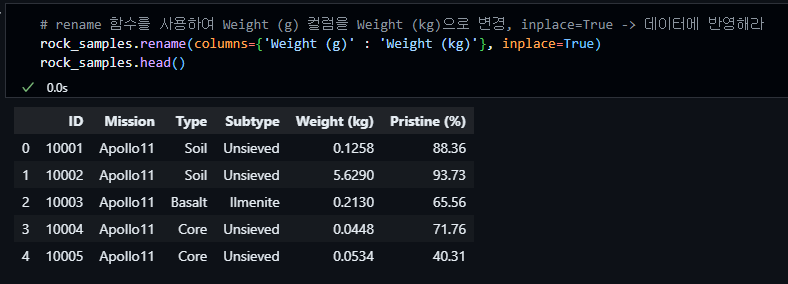 # rename 함수를 사용하여 Weight (g) 컬럼을 Weight (kg)으로 변경, inplace=True -> 데이터에 반영해라
rock_samples.rename(columns={'Weight (g)' : 'Weight (kg)'}, inplace=True)
rock_samples.head()
0.0s
ID Mission Type Subtype Weight (kg) Pristine (%)
0 10001 Apollo11 Soil Unsieved 0.1258 88.36
1 10002 Apollo11 Soil Unsieved 5.6290 93.73
2 10003 Apollo11 Basalt Ilmenite 0.2130 65.56
3 10004 Apollo11 Core Unsieved 0.0448 71.76
4 10005 Apollo11 Core Unsieved 0.0534 40.31